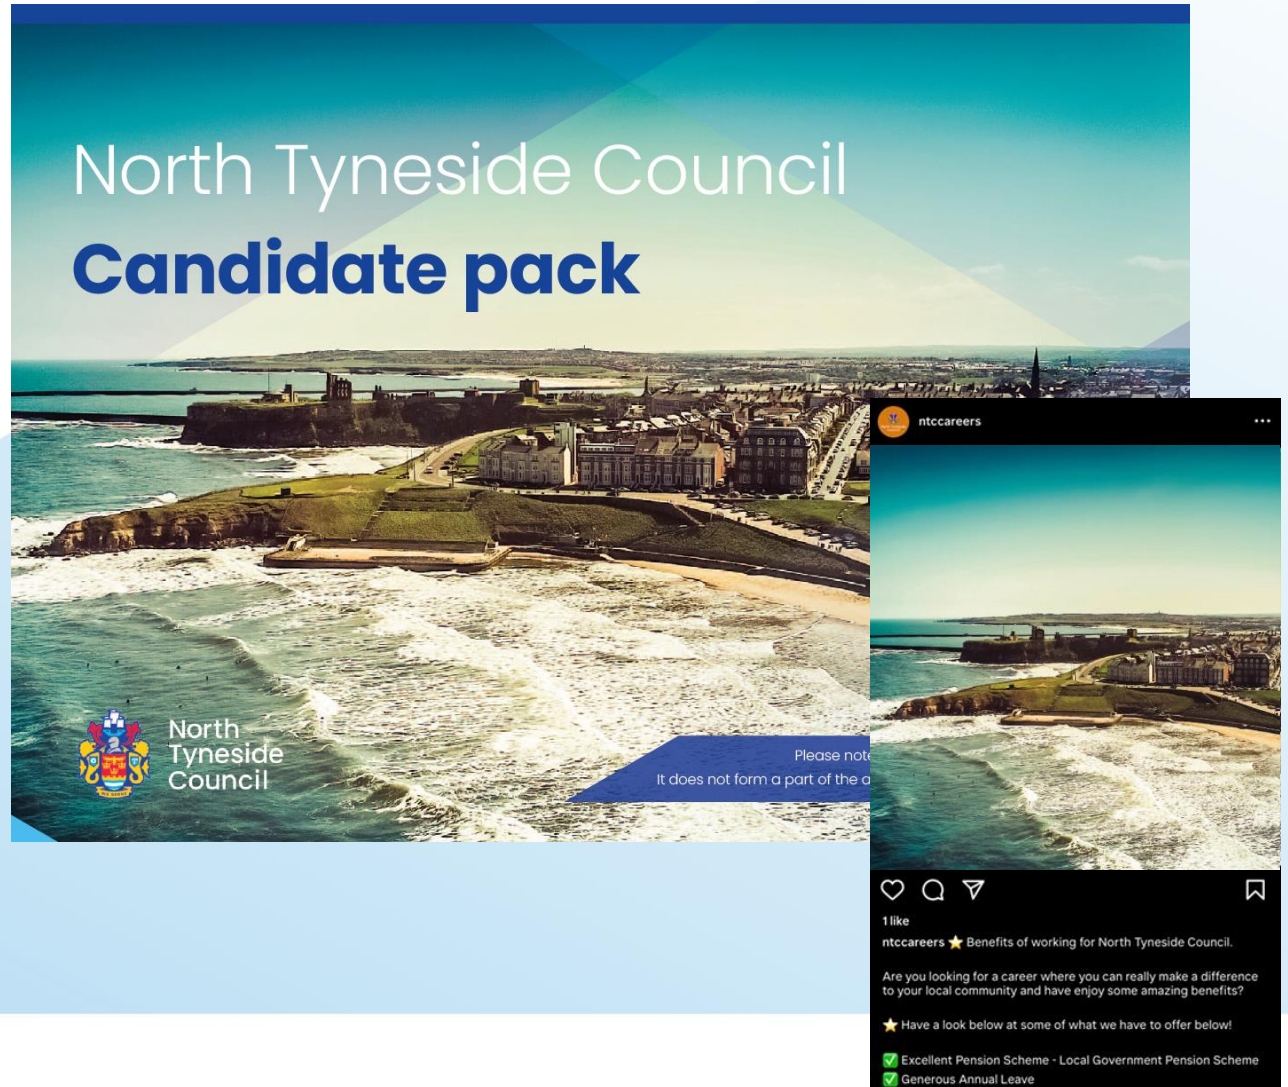 North Tyneside Council
Candidate pack
North
Tyneside
Council
Please note
It does not form a part of the a
ntccareers
1 like
ntccareers ⭐ Benefits of working for North Tyneside Council.
Are you looking for a career where you can really make a difference
to your local community and have enjoy some amazing benefits?
⭐ Have a look below at some of what we have to offer below!
✅ Excellent Pension Scheme - Local Government Pension Scheme
✅ Generous Annual Leave